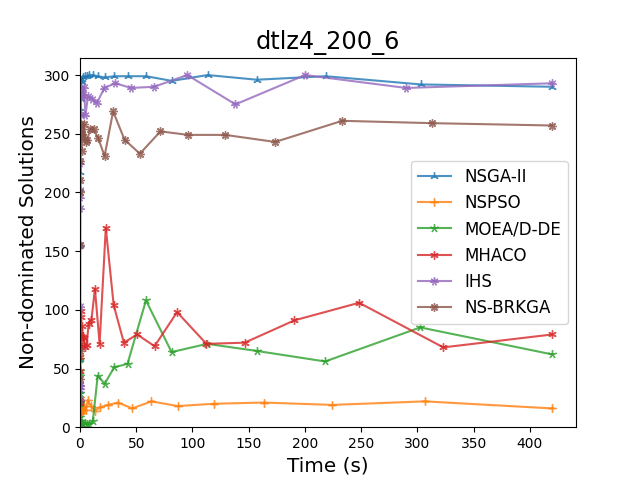 dtlz4_200_6
Non-dominated Solutions
300
250
200
150
100
50
0
NSGA-II
NSPSO
MOEA/D-DE
MHACO
IHS
NS-BRKGA
0 50 100 150 200 250 300 350 400
Time (s)